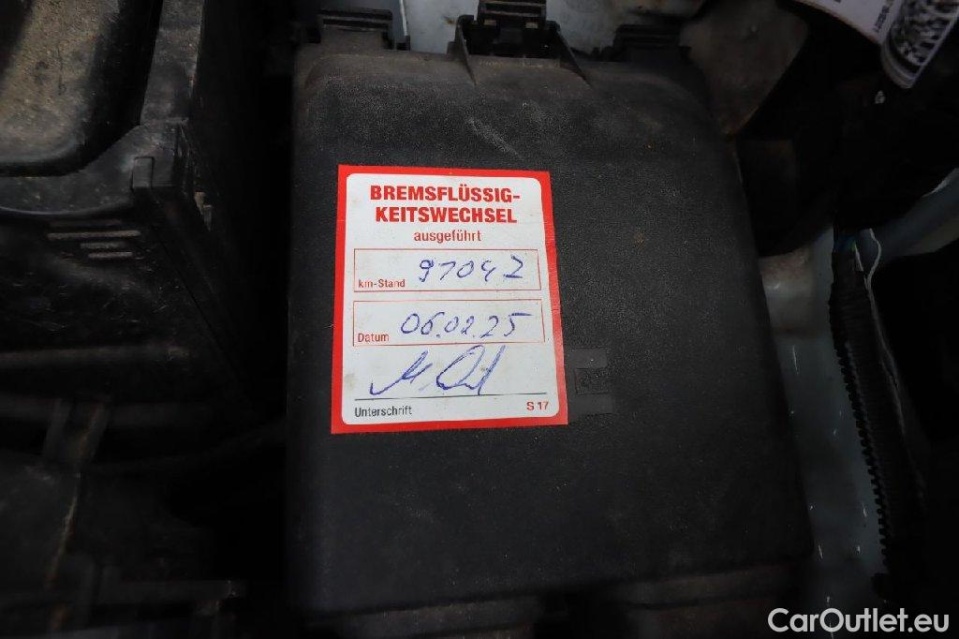 BREMSFLÜSSIG-
KEITSWECHSEL
ausgeführt
km-Stand 97042
Datum 06.02.25
Unterschrift S 17
CarOutlet.eu